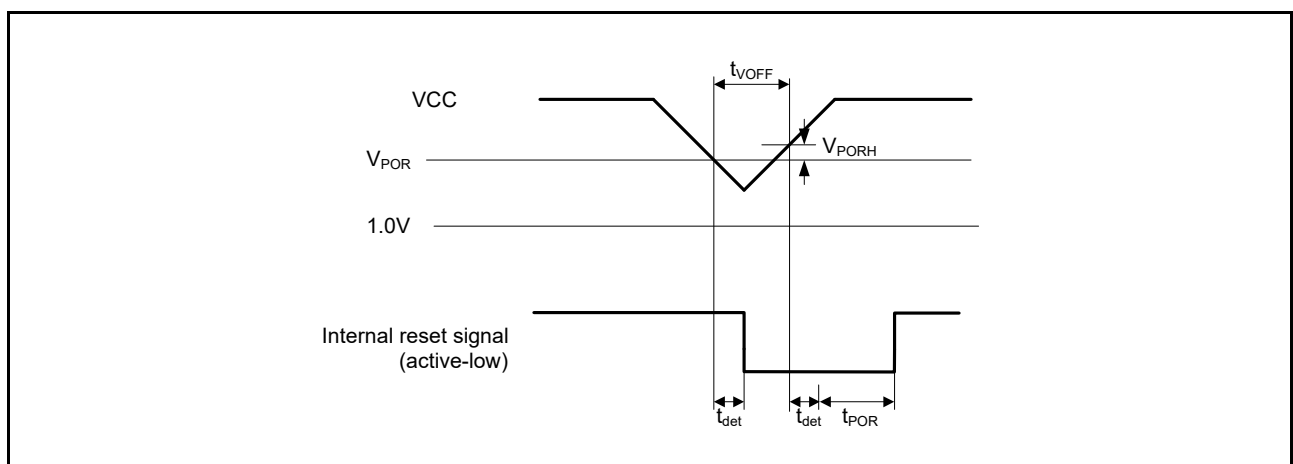 tVOFF
VCC
VPORH
VPOR
1.0V
Internal reset signal
(active-low)
tdet
tdet
tPOR